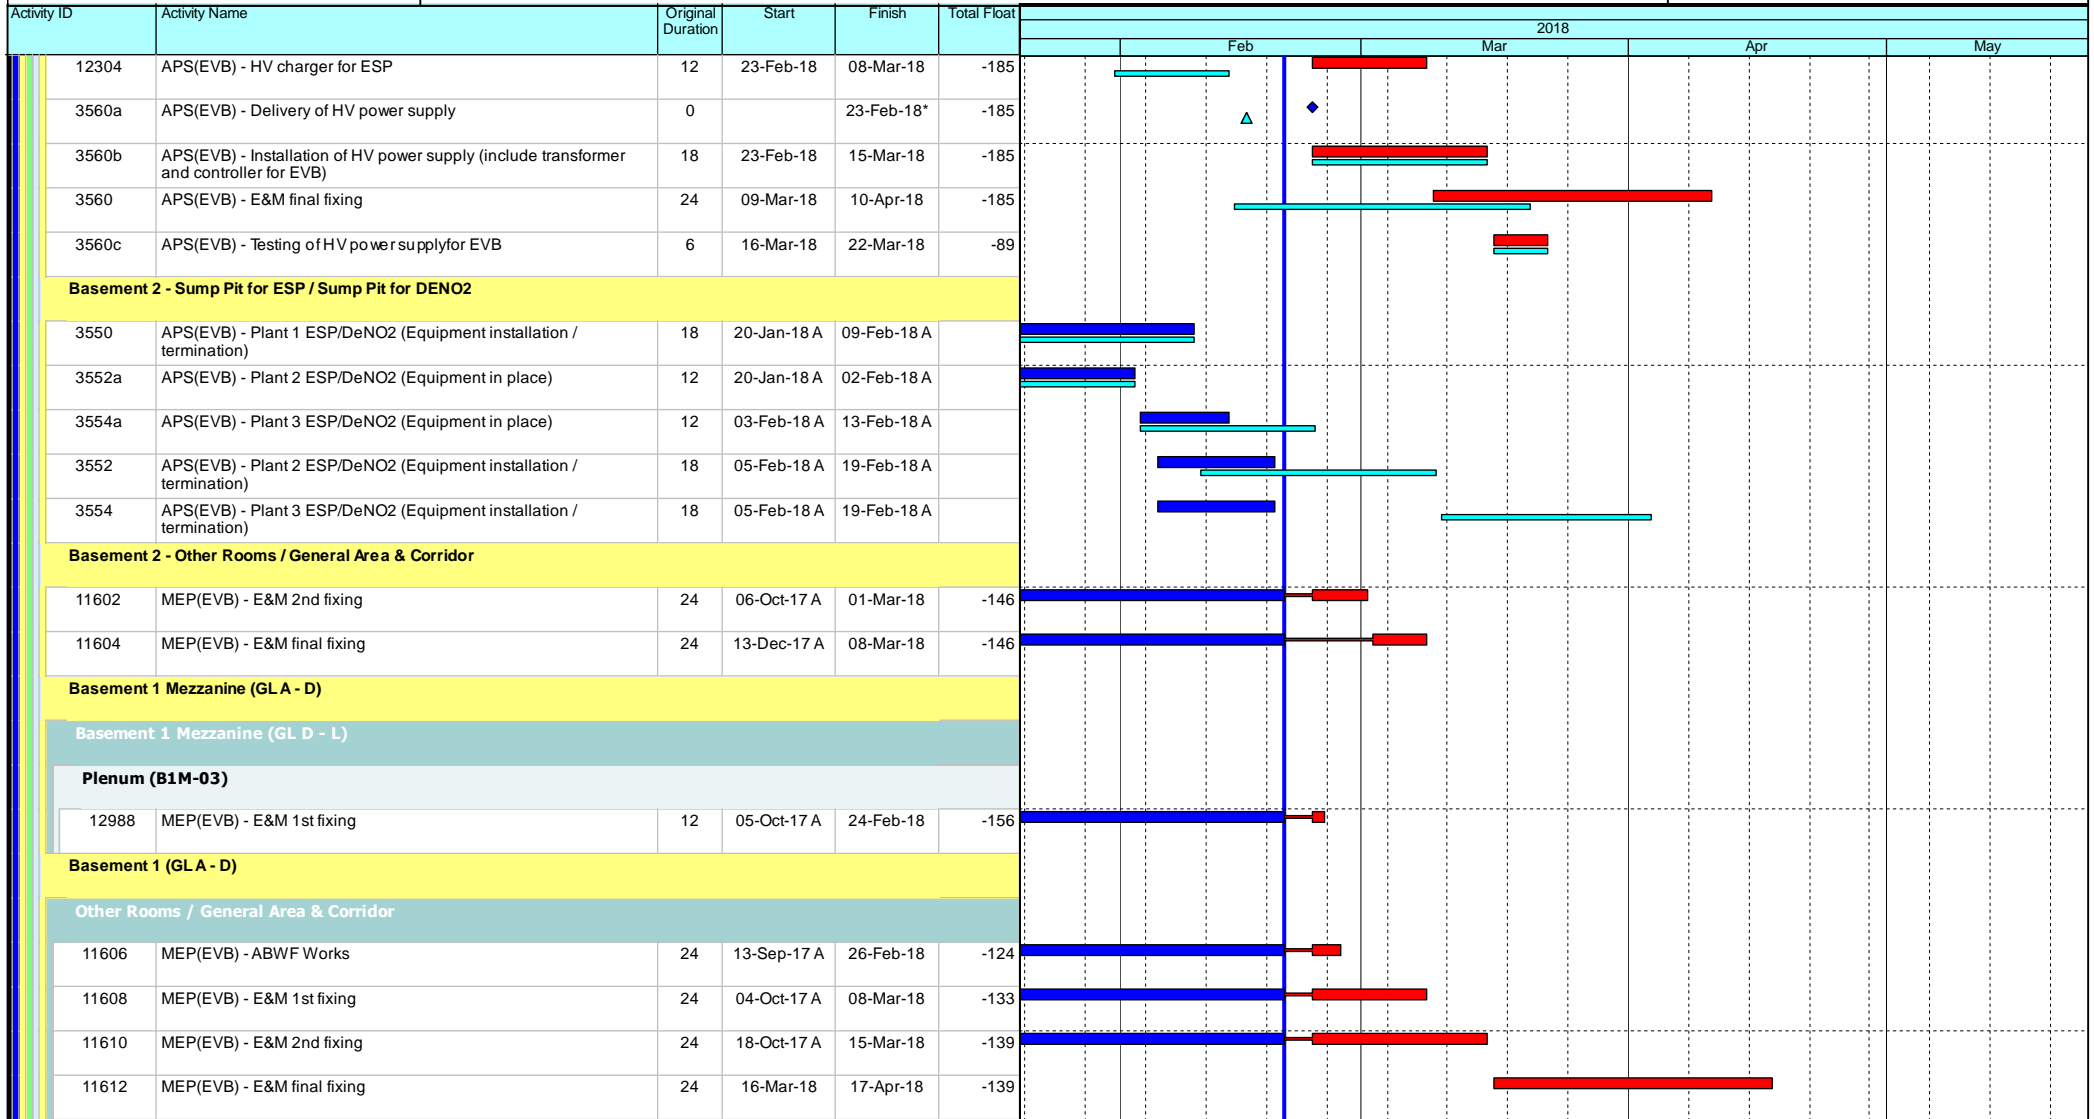 Activity ID Activity Name Original Duration Start Finish Total Float
2018
Feb Mar Apr May
12304 APS(EVB) - HV charger for ESP 12 23-Feb-18 08-Mar-18 -185
3560a APS(EVB) - Delivery of HV power supply 0 23-Feb-18* -185
3560b APS(EVB) - Installation of HV power supply (include transformer 18 23-Feb-18 15-Mar-18 -185
and controller for EVB)
3560 APS(EVB) - E&M final fixing 24 09-Mar-18 10-Apr-18 -185
3560c APS(EVB) - Testing of HV power supplyfor EVB 6 16-Mar-18 22-Mar-18 -89
Basement 2 - Sump Pit for ESP / Sump Pit for DENO2
3550 APS(EVB) - Plant 1 ESP/DeNO2 (Equipment installation / 18 20-Jan-18 A 09-Feb-18 A
termination)
3552a APS(EVB) - Plant 2 ESP/DeNO2 (Equipment in place) 12 20-Jan-18 A 02-Feb-18 A
3554a APS(EVB) - Plant 3 ESP/DeNO2 (Equipment in place) 12 03-Feb-18 A 13-Feb-18 A
3552 APS(EVB) - Plant 2 ESP/DeNO2 (Equipment installation / 18 05-Feb-18 A 19-Feb-18 A
termination)
3554 APS(EVB) - Plant 3 ESP/DeNO2 (Equipment installation / 18 05-Feb-18 A 19-Feb-18 A
termination)
Basement 2 - Other Rooms / General Area & Corridor
11602 MEP(EVB) - E&M 2nd fixing 24 06-Oct-17 A 01-Mar-18 -146
11604 MEP(EVB) - E&M final fixing 24 13-Dec-17 A 08-Mar-18 -146
Basement 1 Mezzanine (GL A - D)
Basement 1 Mezzanine (GL D - L)
Plenum (B1M-03)
12988 MEP(EVB) - E&M 1st fixing 12 05-Oct-17 A 24-Feb-18 -156
Basement 1 (GL A - D)
Other Rooms / General Area & Corridor
11606 MEP(EVB) - ABWF Works 24 13-Sep-17 A 26-Feb-18 -124
11608 MEP(EVB) - E&M 1st fixing 24 04-Oct-17 A 08-Mar-18 -133
11610 MEP(EVB) - E&M 2nd fixing 24 18-Oct-17 A 15-Mar-18 -139
11612 MEP(EVB) - E&M final fixing 24 16-Mar-18 17-Apr-18 -139